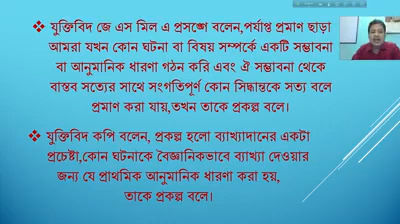 ❖ যুক্তিবিদ জে এস মিল এ প্রসঙ্গে বলেন,পর্যাপ্ত প্রমাণ ছাড়া
আমরা যখন কোন ঘটনা বা বিষয় সম্পর্কে একটি সম্ভাবনা
বা আনুমানিক ধারণা গঠন করি এবং ঐ সম্ভাবনা থেকে
বাস্তব সত্যের সাথে সংগতিপূর্ণ কোন সিদ্ধান্তকে সত্য বলে
প্রমাণ করা যায়,তখন তাকে প্রকল্প বলে।
❖ যুক্তিবিদ কপি বলেন, প্রকল্প হলো ব্যাখ্যাদানের একটা
প্রচেষ্টা,কোন ঘটনাকে বৈজ্ঞানিকভাবে ব্যাখ্যা দেওয়ার
জন্য যে প্রাথমিক আনুমানিক ধারণা করা হয়,
তাকে প্রকল্প বলে।